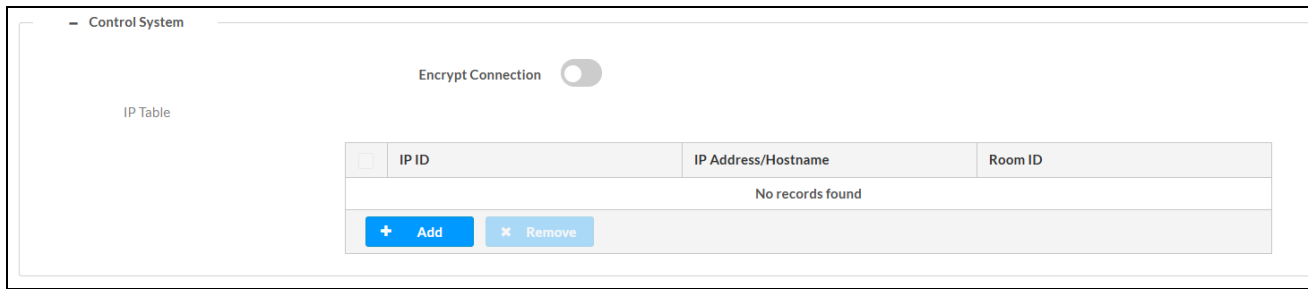 – Control System
Encrypt Connection
IP Table
IP ID IP Address/Hostname Room ID
No records found
+ Add × Remove